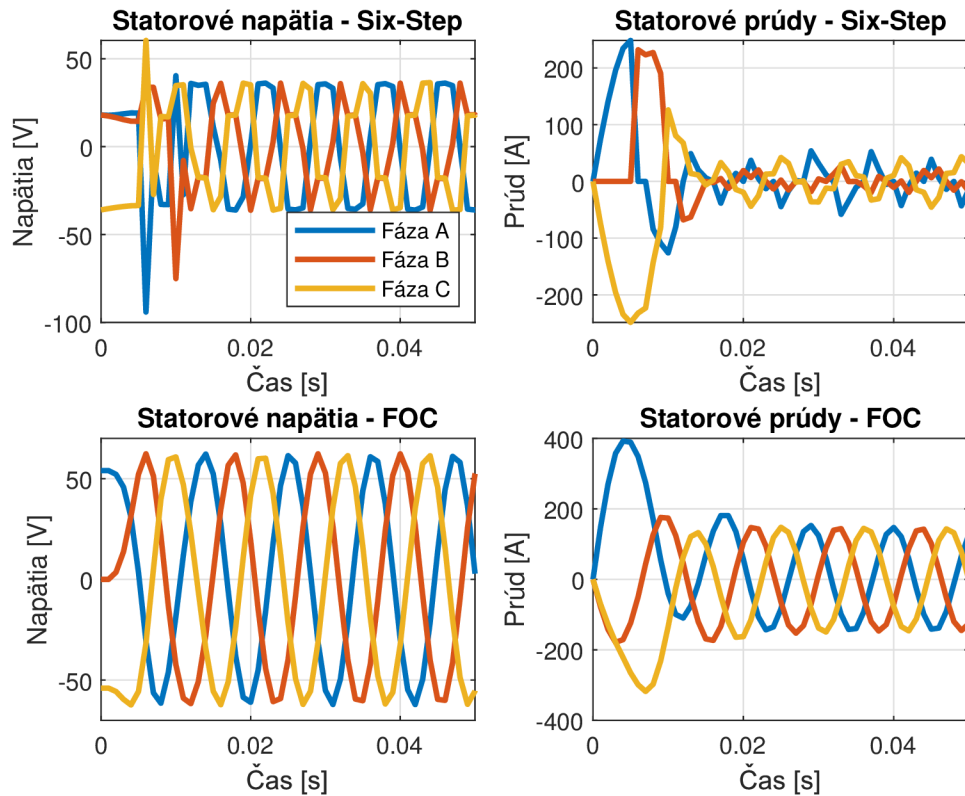 Statorové napätia - Six-Step
Napätia [V]
50
0
-50
-100
0
0.02
0.04
Čas [s]
Fáza A
Fáza B
Fáza C
Statorové prúdy - Six-Step
Prúd [A]
200
100
0
-100
-200
0
0.02
0.04
Čas [s]
Statorové napätia - FOC
Napätia [V]
50
0
-50
0
0.02
0.04
Čas [s]
Statorové prúdy - FOC
Prúd [A]
400
200
0
-200
-400
0
0.02
0.04
Čas [s]